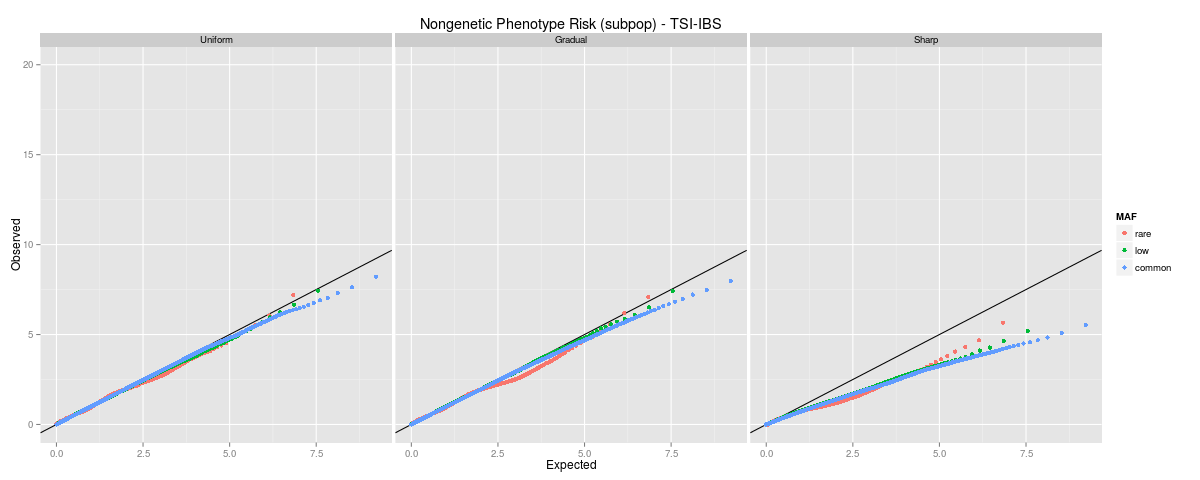 Nongenetic Phenotype Risk (subpop) - TSI-IBS
Uniform
Gradual
Sharp
20
15
10
5
0
Observed
0.0 2.5 5.0 7.5
0.0 2.5 5.0 7.5
0.0 2.5 5.0 7.5
Expected
MAF
rare
low
common